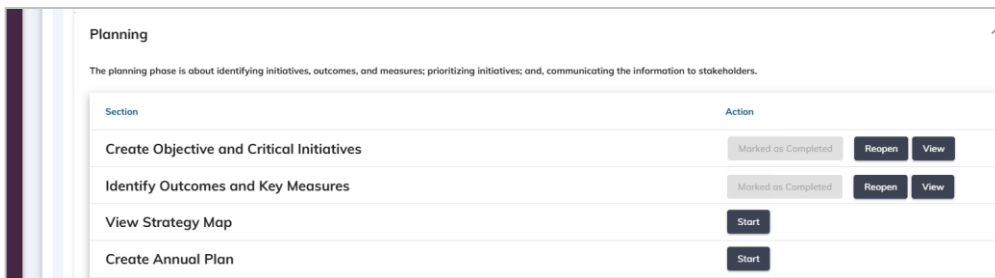 Planning
The planning phase is about identifying initiatives, outcomes, and measures; prioritizing initiatives; and, communicating the information to stakeholders.
Section Action
Create Objective and Critical Initiatives Marked as Completed Reopen View
Identify Outcomes and Key Measures Marked as Completed Reopen View
View Strategy Map Start
Create Annual Plan Start